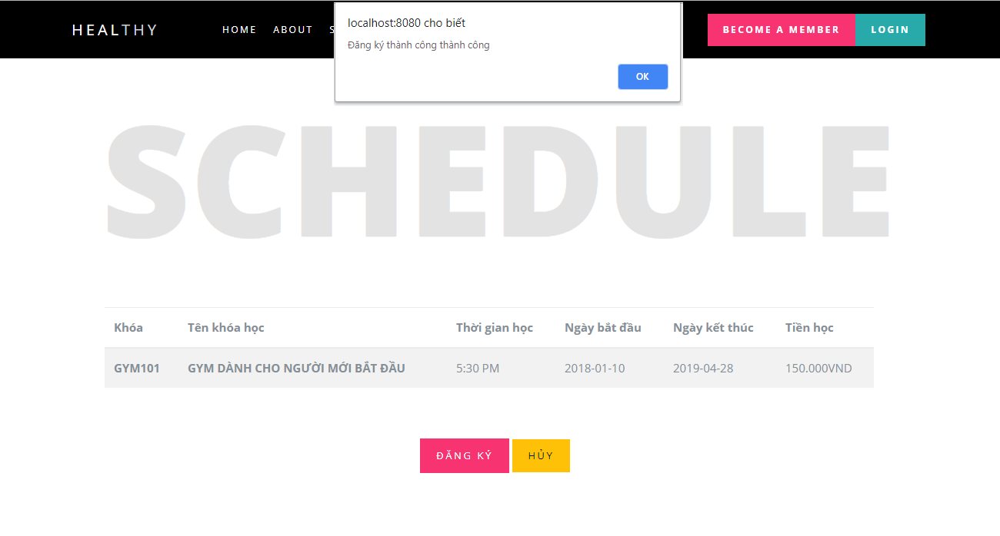 HEALTHY
HOME ABOUT S
localhost:8080 cho biết
Đăng ký thành công thành công
OK
BECOME A MEMBER
LOGIN
SCHEDULE
Khóa Tên khóa học Thời gian học Ngày bắt đầu Ngày kết thúc Tiền học
GYM101 GYM DÀNH CHO NGƯỜI MỚI BẮT ĐẦU 5:30 PM 2018-01-10 2019-04-28 150.000VND
ĐĂNG KÝ HỦY